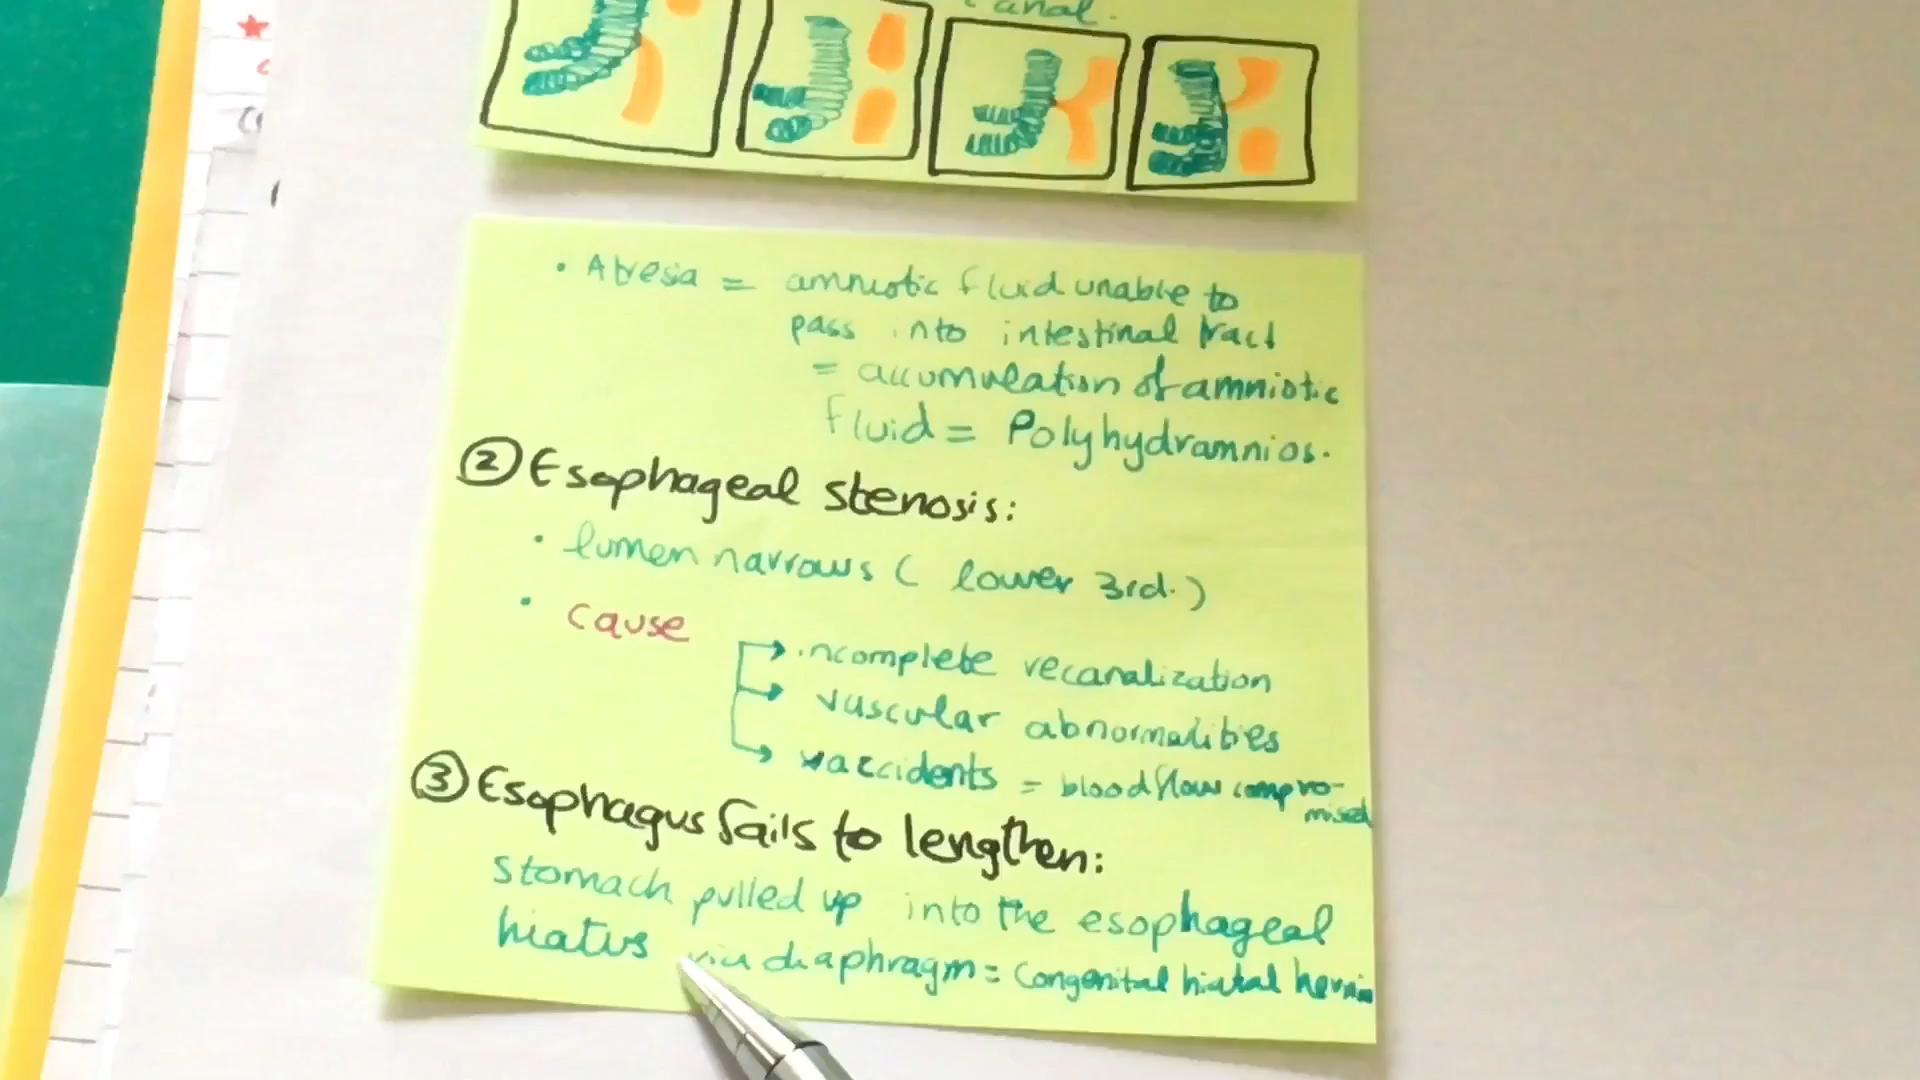 Canal.
• Atresia = amniotic fluid unable to
pass into intestinal tract
= accumulation of amniotic
fluid = Polyhydramnios.
② Esophageal stenosis:
• lumen narrows ( lower 3rd. )
• cause
→ incomplete recanalization
→ vascular abnormalities
→ accidents = blood flow compro-
mised
③ Esophagus fails to lengthen:
stomach pulled up into the esophageal
hiatus via diaphragm = Congenital hiatal hernia